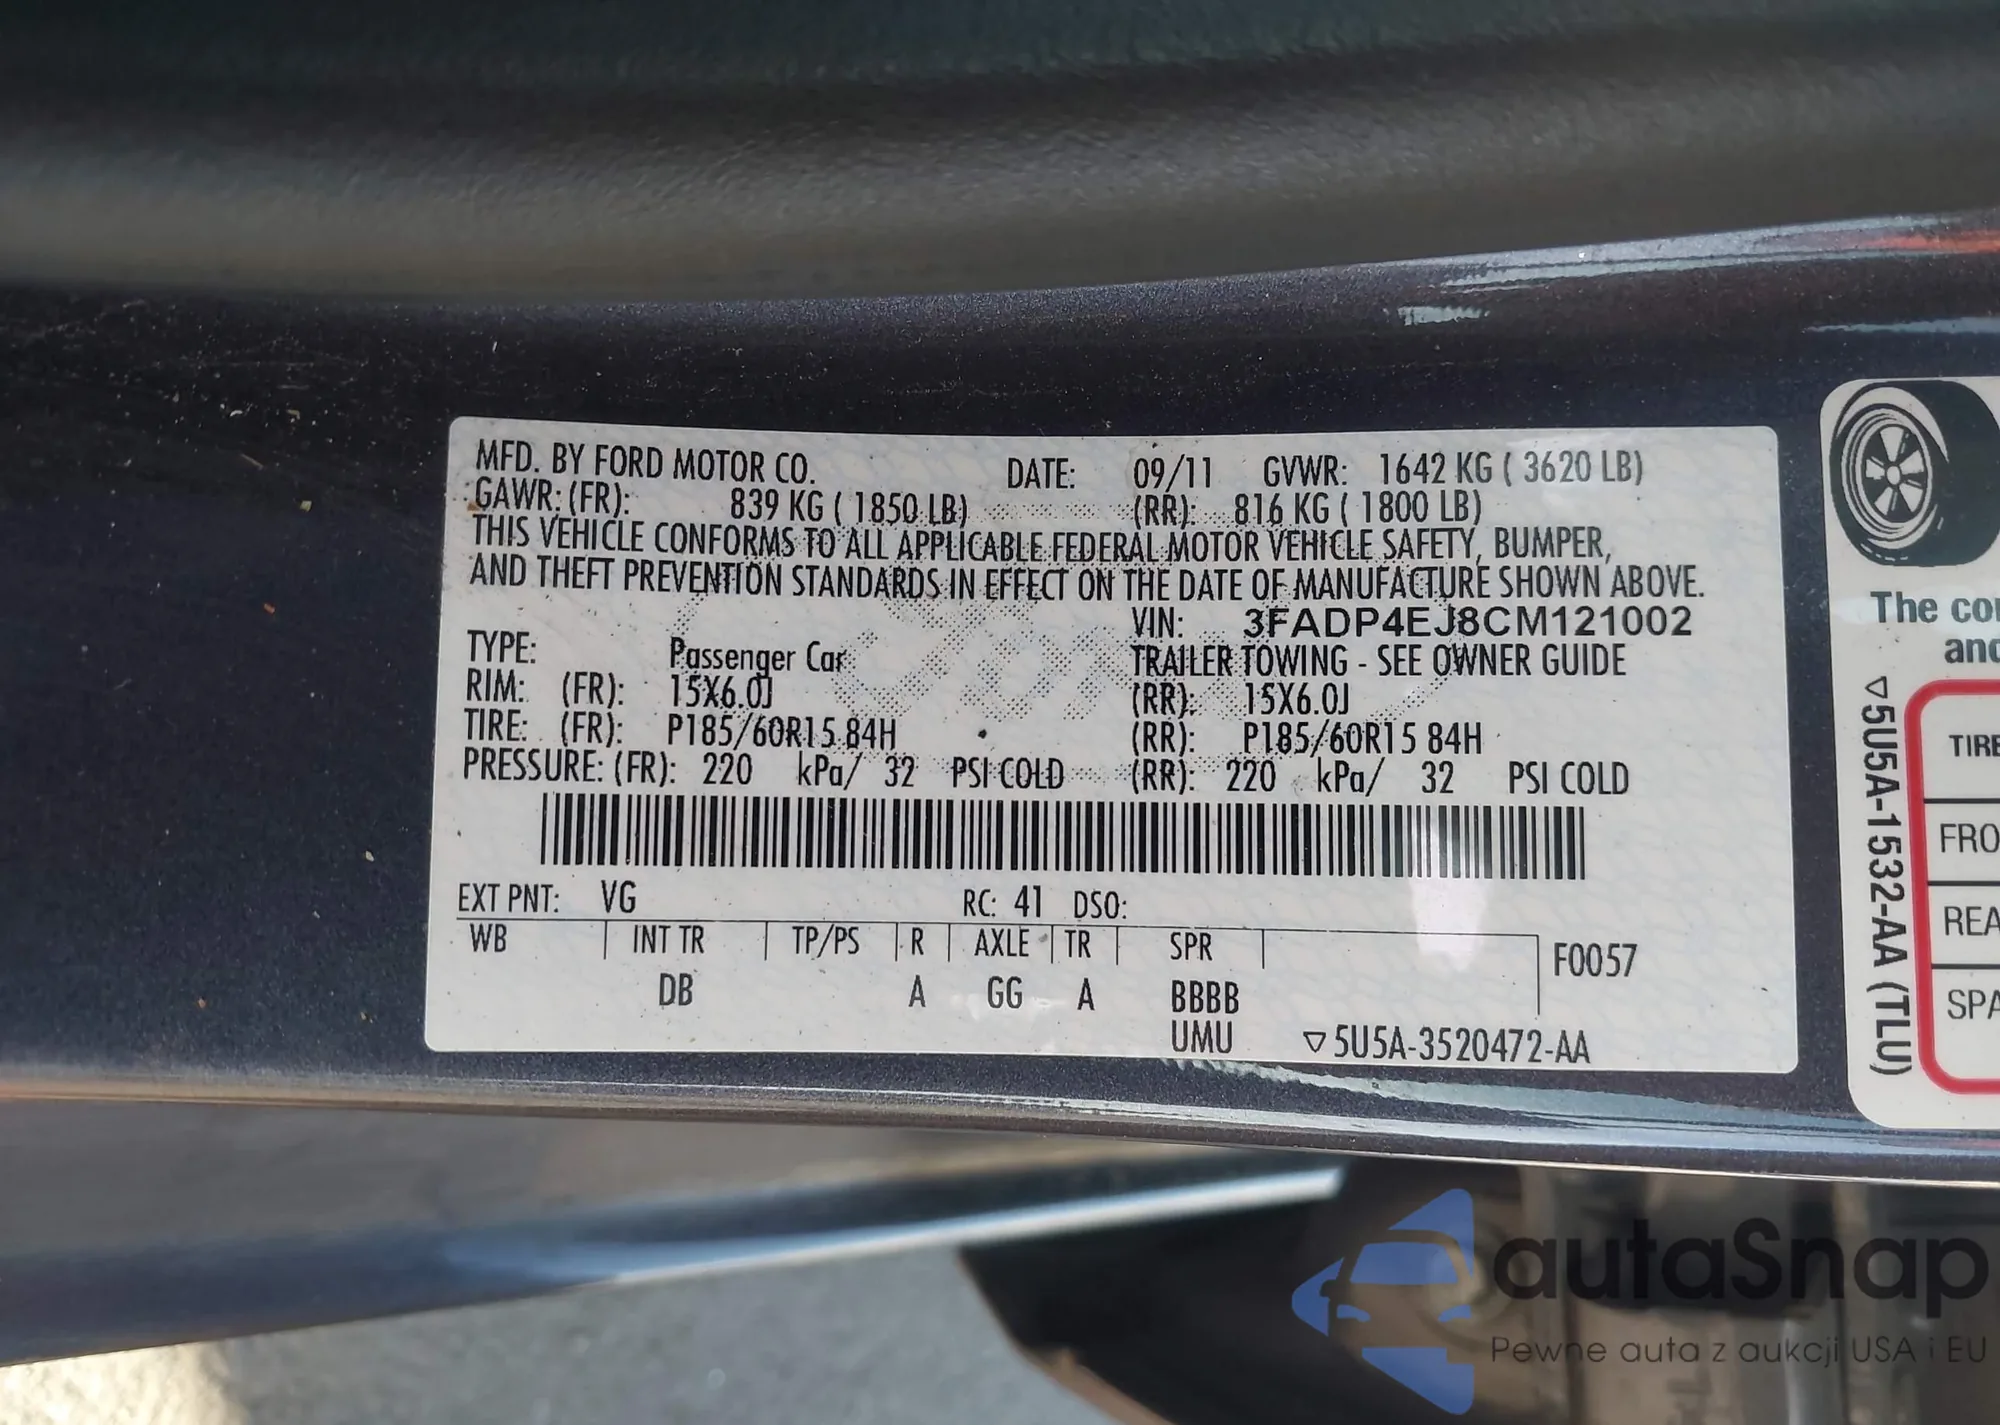 MFD. BY FORD MOTOR CO. DATE: 09/11 GVWR: 1642 KG ( 3620 LB)
GAWR: (FR): 839 KG ( 1850 LB) (RR): 816 KG ( 1800 LB)
THIS VEHICLE CONFORMS TO ALL APPLICABLE FEDERAL MOTOR VEHICLE SAFETY, BUMPER,
AND THEFT PREVENTION STANDARDS IN EFFECT ON THE DATE OF MANUFACTURE SHOWN ABOVE.
VIN: 3FADP4EJ8CM121002
TYPE: Passenger Car TRAILER TOWING - SEE OWNER GUIDE
RIM: (FR): 15X6.0J (RR): 15X6.0J
TIRE: (FR): P185/60R15 84H (RR): P185/60R15 84H
PRESSURE: (FR): 220 kPa/ 32 PSI COLD (RR): 220 kPa/ 32 PSI COLD
EXT PNT: VG RC: 41 DSO:
WB INT TR TP/PS R AXLE TR SPR F0057
DB A GG A BBBB
UMU ▽5U5A-3520472-AA
The co
and
▽5U5A-1532-AA (TLU)
TIRE
FRO
REA
SPA
autaSnap
Pewne auta z aukcji USA i EU